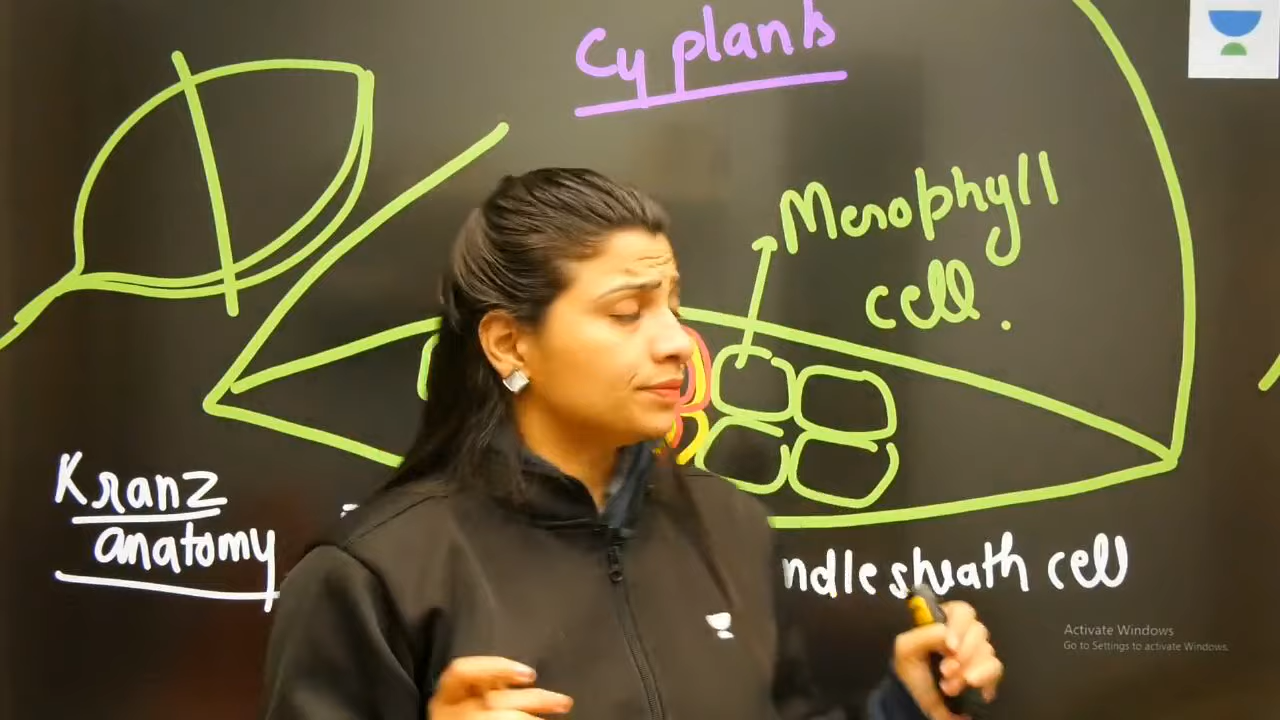 C4 plants
Mesophyll
cell.
Kranz
anatomy
ndle sheath cell
Activate Windows
Go to Settings to activate Windows.